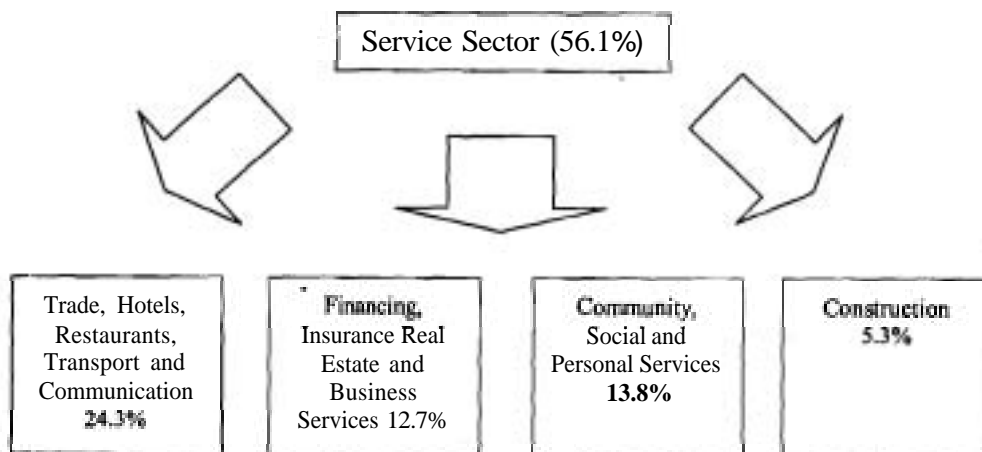 Service Sector (56.1%)
Trade, Hotels,
Restaurants,
Transport and
Communication
24.3%
Financing,
Insurance Real
Estate and
Business
Services 12.7%
Community,
Social and
Personal Services
13.8%
Construction
5.3%